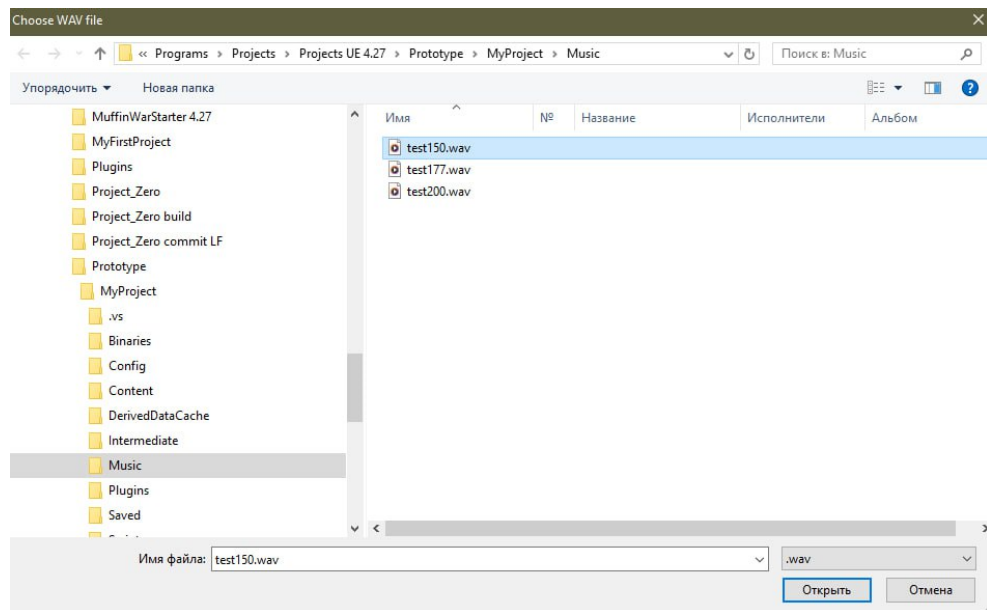 Choose WAV file
« Programs > Projects > Projects UE 4.27 > Prototype > MyProject > Music
Поиск в: Music
Упорядочить Новая папка
MuffinWarStarter 4.27
MyFirstProject
Plugins
Project_Zero
Project_Zero build
Project_Zero commit LF
Prototype
MyProject
.vs
Binaries
Config
Content
DerivedDataCache
Intermediate
Music
Plugins
Saved
Имя № Название Исполнители Альбом
test150.wav
test177.wav
test200.wav
Имя файла: test150.wav
.wav
Открыть Отмена